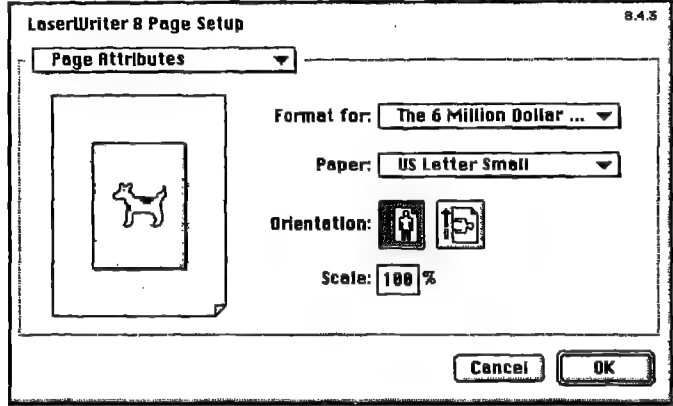 LaserWriter 8 Page Setup
8.4.3
Page Attributes
Format for: The 6 Million Dollar ...
Paper: US Letter Small
Orientation:
Scale: 100 %
Cancel
OK